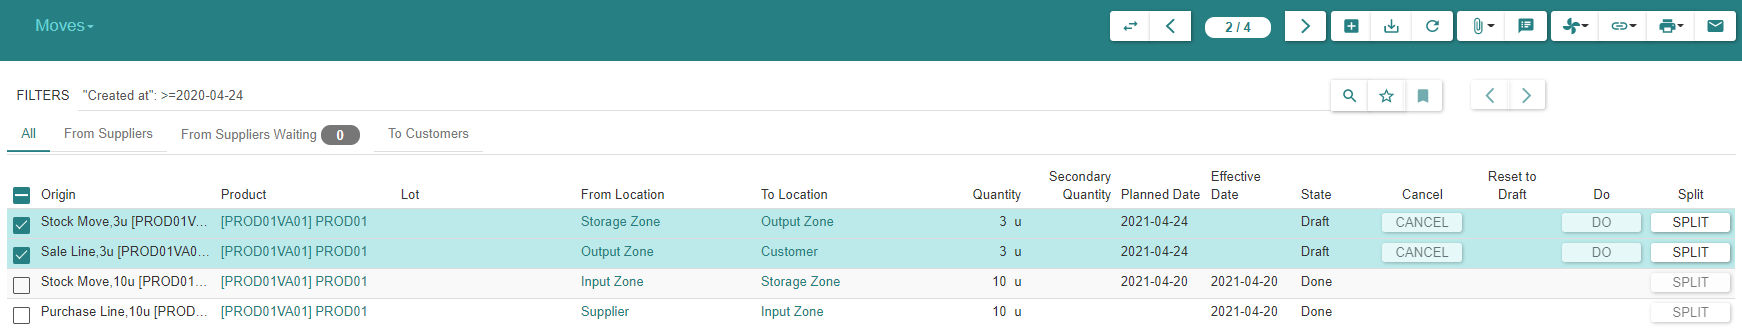 Moves
2 / 4
FILTERS "Created at": >=2020-04-24
All From Suppliers From Suppliers Waiting 0 To Customers
Origin Product Lot From Location To Location Quantity Secondary Quantity Planned Date Effective Date State Cancel Reset to Draft Do Split
Stock Move,3u [PROD01V... [PROD01VA01] PROD01 Storage Zone Output Zone 3 u 2021-04-24 Draft CANCEL DO SPLIT
Sale Line,3u [PROD01VA0... [PROD01VA01] PROD01 Output Zone Customer 3 u 2021-04-24 Draft CANCEL DO SPLIT
Stock Move,10u [PROD01... [PROD01VA01] PROD01 Input Zone Storage Zone 10 u 2021-04-20 2021-04-20 Done SPLIT
Purchase Line,10u [PROD... [PROD01VA01] PROD01 Supplier Input Zone 10 u 2021-04-20 Done SPLIT